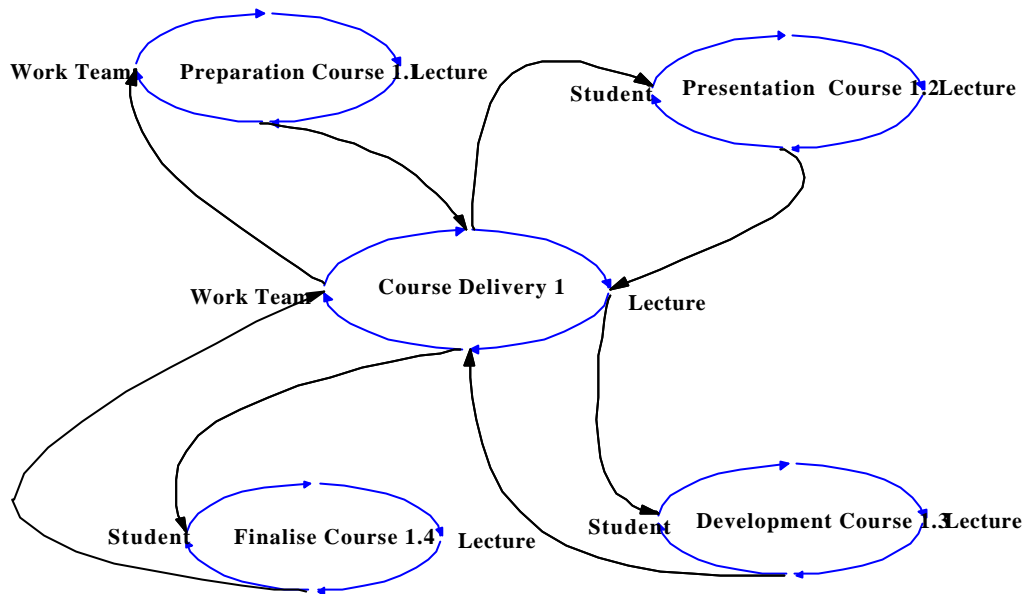 Work Team
Preparation Course 1.1
Lecture
Student
Presentation Course 1.2
Lecture
Work Team
Course Delivery 1
Lecture
Student
Finalise Course 1.4
Lecture
Student
Development Course 1.3
Lecture